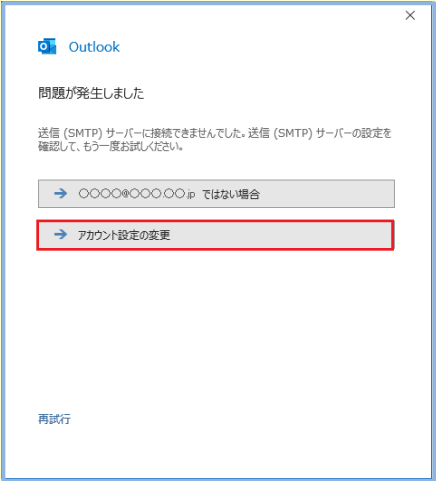 Outlook
問題が発生しました
送信 (SMTP) サーバーに接続できませんでした。送信 (SMTP) サーバーの設定を
確認して、もう一度お試しください。
〇〇〇〇@〇〇〇.〇〇.jp ではない場合
アカウント設定の変更
再試行